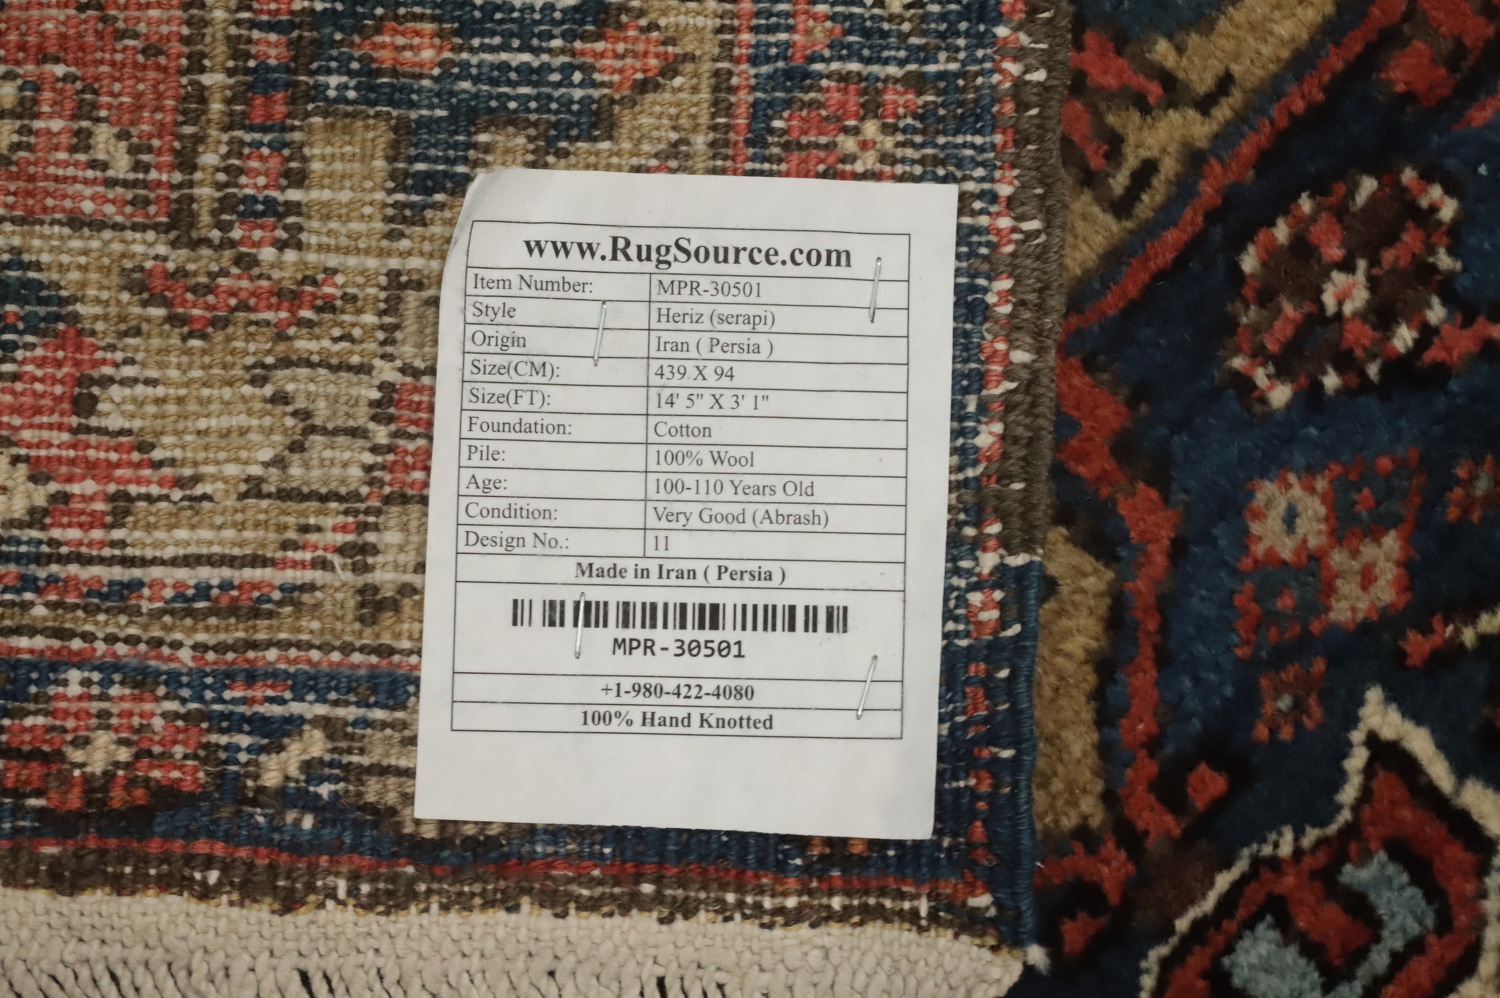 www.RugSource.com
Item Number: MPR-30501
Style Heriz (serapi)
Origin Iran ( Persia )
Size(CM): 439 X 94
Size(FT): 14' 5" X 3' 1"
Foundation: Cotton
Pile: 100% Wool
Age: 100-110 Years Old
Condition: Very Good (Abrash)
Design No.: 11
Made in Iran ( Persia )
MPR-30501
+1-980-422-4080
100% Hand Knotted